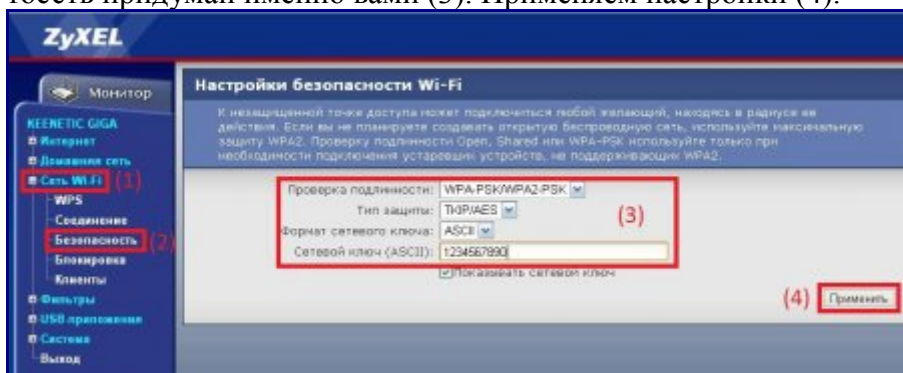 тоесть придуман именно вами (3). Применяем настройки (4).
ZyXEL
Монитор
KEENETIC GIGA
Интернет
Домашняя сеть
Сеть Wi-Fi (1)
WPS
Соединение
Безопасность (2)
Блокировка
Клиенты
Фильтры
USB приложения
Система
Выход
Настройки безопасности Wi-Fi
К незащищенной точке доступа может подключиться любой желающий, находясь в радиусе ее
действия. Если вы не планируете создавать открытую беспроводную сеть, используйте максимальную
защиту WPA2. Проверку подлинности Open, Shared или WPA-PSK используйте только при
необходимости подключения устаревших устройств, не поддерживающих WPA2.
Проверка подлинности: WPA-PSK/WPA2-PSK
Тип защиты: TKIP/AES
(3)
Формат сетевого ключа: ASCII
Сетевой ключ (ASCII): 1234567890
Показывать сетевой ключ
(4) Применить